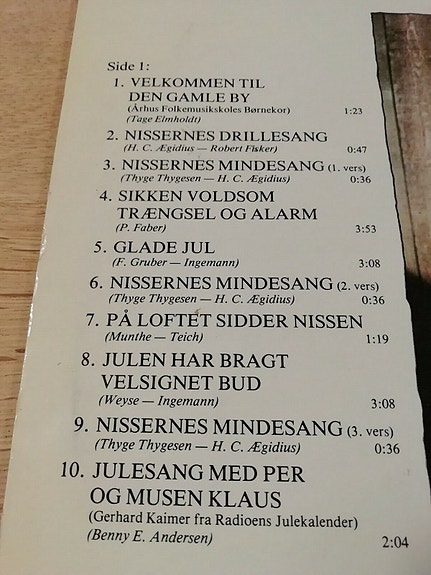 Side 1:
1. VELKOMMEN TIL
DEN GAMLE BY
(Århus Folkemusikskoles Børnekor) 1:23
(Tage Elmholdt)
2. NISSERNES DRILLESANG
(H. C. Ægidius — Robert Fisker) 0:47
3. NISSERNES MINDESANG (1. vers)
(Thyge Thygesen — H. C. Ægidius) 0:36
4. SIKKEN VOLDSOM
TRÆNGSEL OG ALARM
(P. Faber) 3:53
5. GLADE JUL
(F. Gruber — Ingemann) 3:08
6. NISSERNES MINDESANG (2. vers)
(Thyge Thygesen — H. C. Ægidius) 0:36
7. PÅ LOFTET SIDDER NISSEN
(Munthe — Teich) 1:19
8. JULEN HAR BRAGT
VELSIGNET BUD
(Weyse — Ingemann) 3:08
9. NISSERNES MINDESANG (3. vers)
(Thyge Thygesen — H. C. Ægidius) 0:36
10. JULESANG MED PER
OG MUSEN KLAUS
(Gerhard Kaimer fra Radioens Julekalender)
(Benny E. Andersen) 2:04